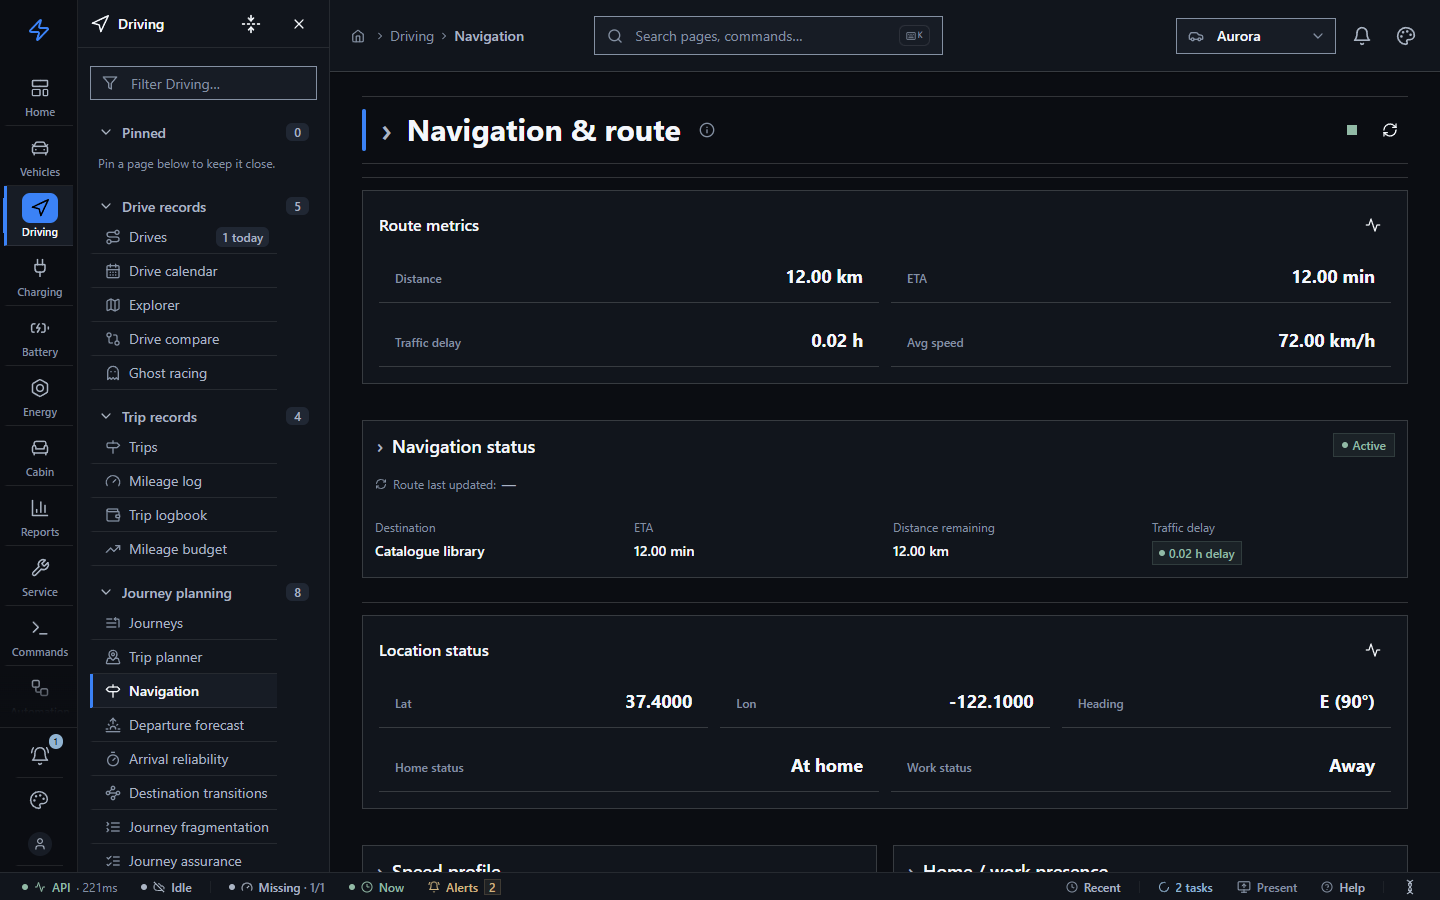 Driving
Driving
Navigation
Search pages, commands...
K
Aurora
Home
Vehicles
Driving
Charging
Battery
Energy
Cabin
Reports
Service
Commands
1
Filter Driving...
Pinned
0
Pin a page below to keep it close.
Drive records
5
Drives
1 today
Drive calendar
Explorer
Drive compare
Ghost racing
Trip records
4
Trips
Mileage log
Trip logbook
Mileage budget
Journey planning
8
Journeys
Trip planner
Navigation
Departure forecast
Arrival reliability
Destination transitions
Journey fragmentation
Journey assurance
Navigation & route
Route metrics
Distance
12.00 km
ETA
12.00 min
Traffic delay
0.02 h
Avg speed
72.00 km/h
Navigation status
Active
Route last updated: —
Destination
ETA
Distance remaining
Traffic delay
Catalogue library
12.00 min
12.00 km
0.02 h delay
Location status
Lat
37.4000
Lon
-122.1000
Heading
E (90°)
Home status
At home
Work status
Away
Speed profile
Home / work presence
API · 221ms
Idle
Missing · 1/1
Now
Alerts 2
Recent
2 tasks
Present
Help